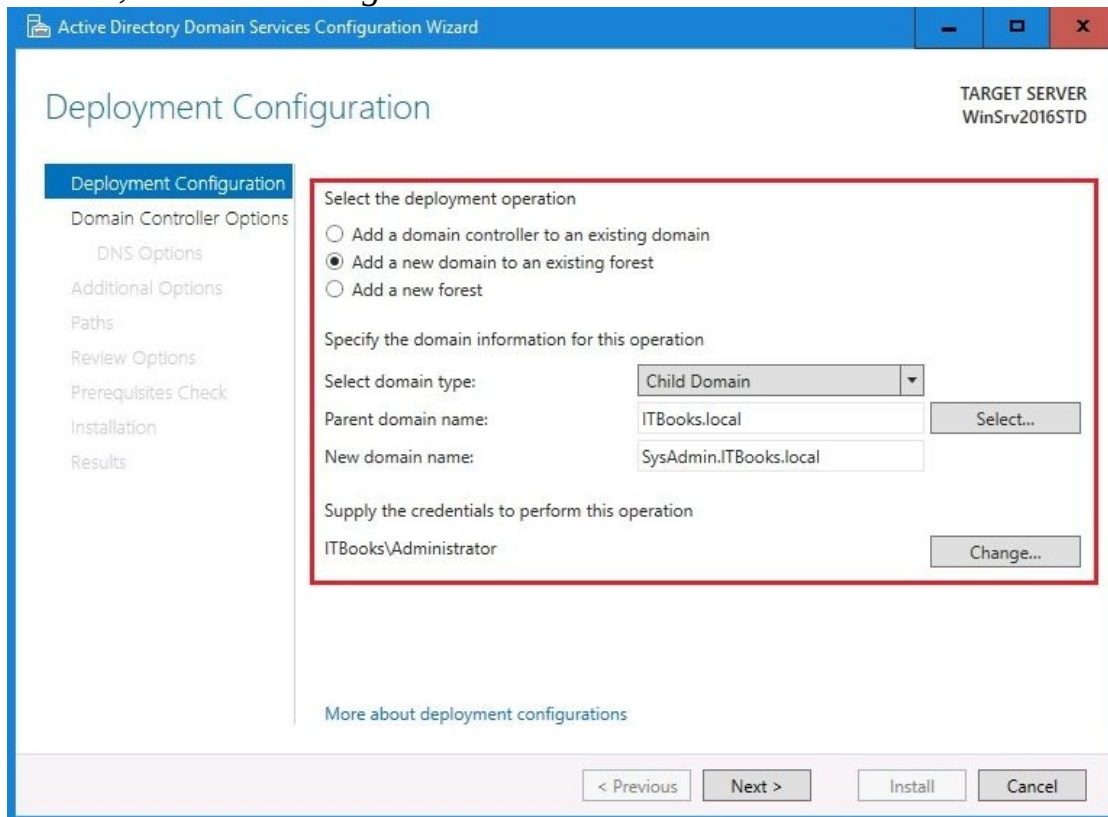 Active Directory Domain Services Configuration Wizard
Deployment Configuration
TARGET SERVER
WinSrv2016STD
Deployment Configuration
Domain Controller Options
DNS Options
Additional Options
Paths
Review Options
Prerequisites Check
Installation
Results
Select the deployment operation
Add a domain controller to an existing domain
Add a new domain to an existing forest
Add a new forest
Specify the domain information for this operation
Select domain type: Child Domain
Parent domain name: ITBooks.local Select...
New domain name: SysAdmin.ITBooks.local
Supply the credentials to perform this operation
ITBooks\Administrator Change...
More about deployment configurations
< Previous Next > Install Cancel